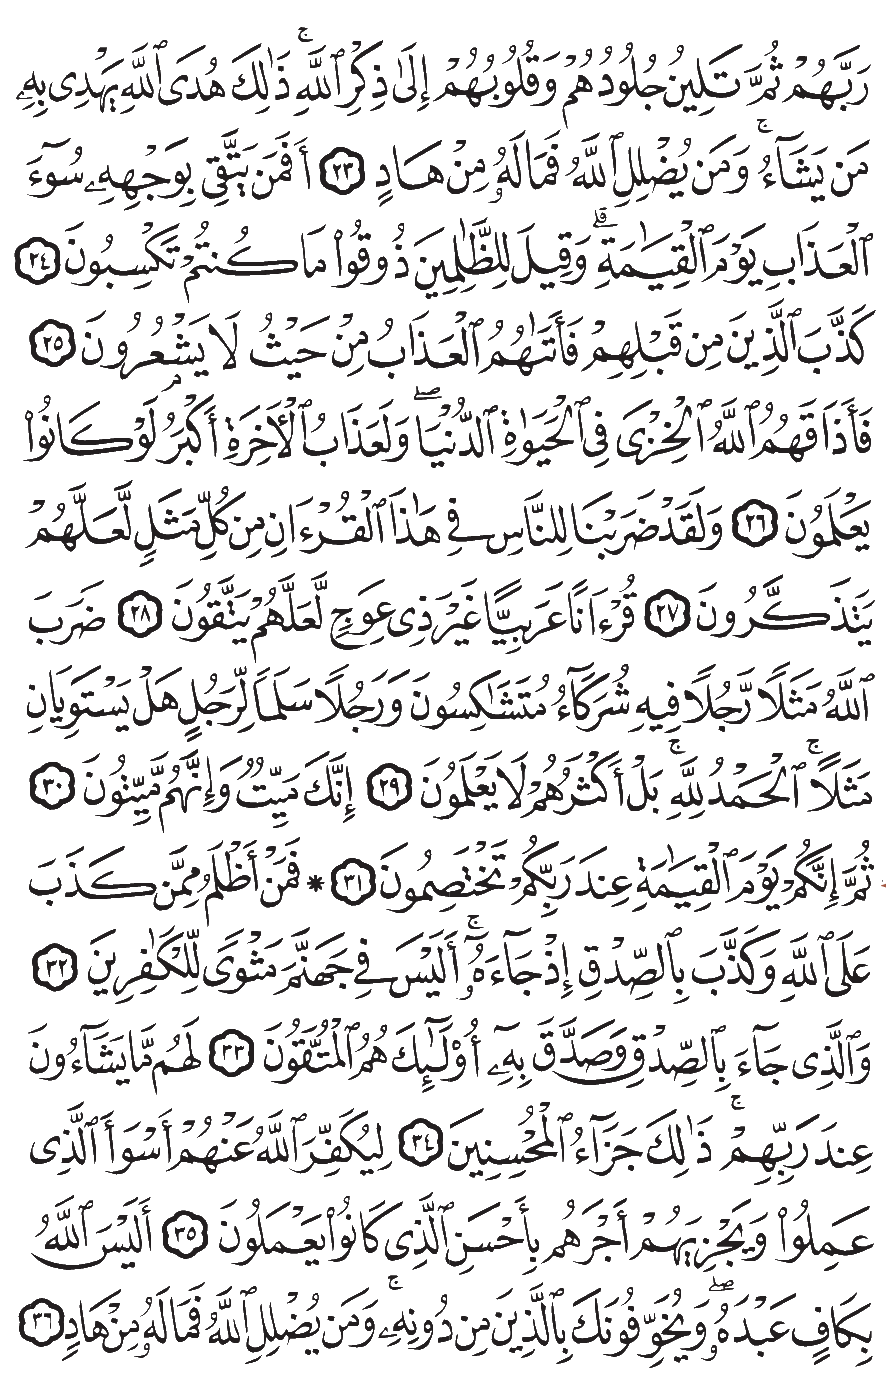 رَبَّهُمْ ثُمَّ تَلِينُ جُلُودُهُمْ وَقُلُوبُهُمْ إِلَىٰ ذِكْرِ ٱللَّهِۚ ذَٰلِكَ هُدَى ٱللَّهِ يَهْدِى بِهِۦ
مَن يَشَآءُۚ وَمَن يُضْلِلِ ٱللَّهُ فَمَا لَهُۥ مِنْ هَادٍ ٢٣ أَفَمَن يَتَّقِى بِوَجْهِهِۦ سُوٓءَ
ٱلْعَذَابِ يَوْمَ ٱلْقِيَٰمَةِۚ وَقِيلَ لِلظَّٰلِمِينَ ذُوقُوا۟ مَا كُنتُمْ تَكْسِبُونَ ٢٤
كَذَّبَ ٱلَّذِينَ مِن قَبْلِهِمْ فَأَتَىٰهُمُ ٱلْعَذَابُ مِنْ حَيْثُ لَا يَشْعُرُونَ ٢٥
فَأَذَاقَهُمُ ٱللَّهُ ٱلْخِزْىَ فِى ٱلْحَيَوٰةِ ٱلدُّنْيَاۖ وَلَعَذَابُ ٱلْأَخِرَةِ أَكْبَرُۚ لَوْ كَانُوا۟
يَعْلَمُونَ ٢٦ وَلَقَدْ ضَرَبْنَا لِلنَّاسِ فِى هَٰذَا ٱلْقُرْءَانِ مِن كُلِّ مَثَلٍ لَّعَلَّهُمْ
يَتَذَكَّرُونَ ٢٧ قُرْءَانًا عَرَبِيًّا غَيْرَ ذِى عِوَجٍ لَّعَلَّهُمْ يَتَّقُونَ ٢٨ ضَرَبَ
ٱللَّهُ مَثَلًا رَّجُلًا فِيهِ شُرَكَآءُ مُتَشَٰكِسُونَ وَرَجُلًا سَلَمًا لِّرَجُلٍ هَلْ يَسْتَوِيَانِ
مَثَلًاۚ ٱلْحَمْدُ لِلَّهِۚ بَلْ أَكْثَرُهُمْ لَا يَعْلَمُونَ ٢٩ إِنَّكَ مَيِّتٌ وَإِنَّهُم مَّيِّتُونَ ٣٠
ثُمَّ إِنَّكُمْ يَوْمَ ٱلْقِيَٰمَةِ عِندَ رَبِّكُمْ تَخْتَصِمُونَ ٣١ * فَمَنْ أَظْلَمُ مِمَّن كَذَبَ
عَلَى ٱللَّهِ وَكَذَّبَ بِٱلصِّدْقِ إِذْ جَآءَهُۥٓۚ أَلَيْسَ فِى جَهَنَّمَ مَثْوًى لِّلْكَٰفِرِينَ ٣٢
وَٱلَّذِى جَآءَ بِٱلصِّدْقِ وَصَدَّقَ بِهِۦٓ أُو۟لَٰٓئِكَ هُمُ ٱلْمُتَّقُونَ ٣٣ لَهُم مَّا يَشَآءُونَ
عِندَ رَبِّهِمْۚ ذَٰلِكَ جَزَآءُ ٱلْمُحْسِنِينَ ٣٤ لِيُكَفِّرَ ٱللَّهُ عَنْهُمْ أَسْوَأَ ٱلَّذِى
عَمِلُوا۟ وَيَجْزِيَهُمْ أَجْرَهُم بِأَحْسَنِ ٱلَّذِى كَانُوا۟ يَعْمَلُونَ ٣٥ أَلَيْسَ ٱللَّهُ
بِكَافٍ عَبْدَهُۥۖ وَيُخَوِّفُونَكَ بِٱلَّذِينَ مِن دُونِهِۦۚ وَمَن يُضْلِلِ ٱللَّهُ فَمَا لَهُۥ مِنْ هَادٍ ٣٦